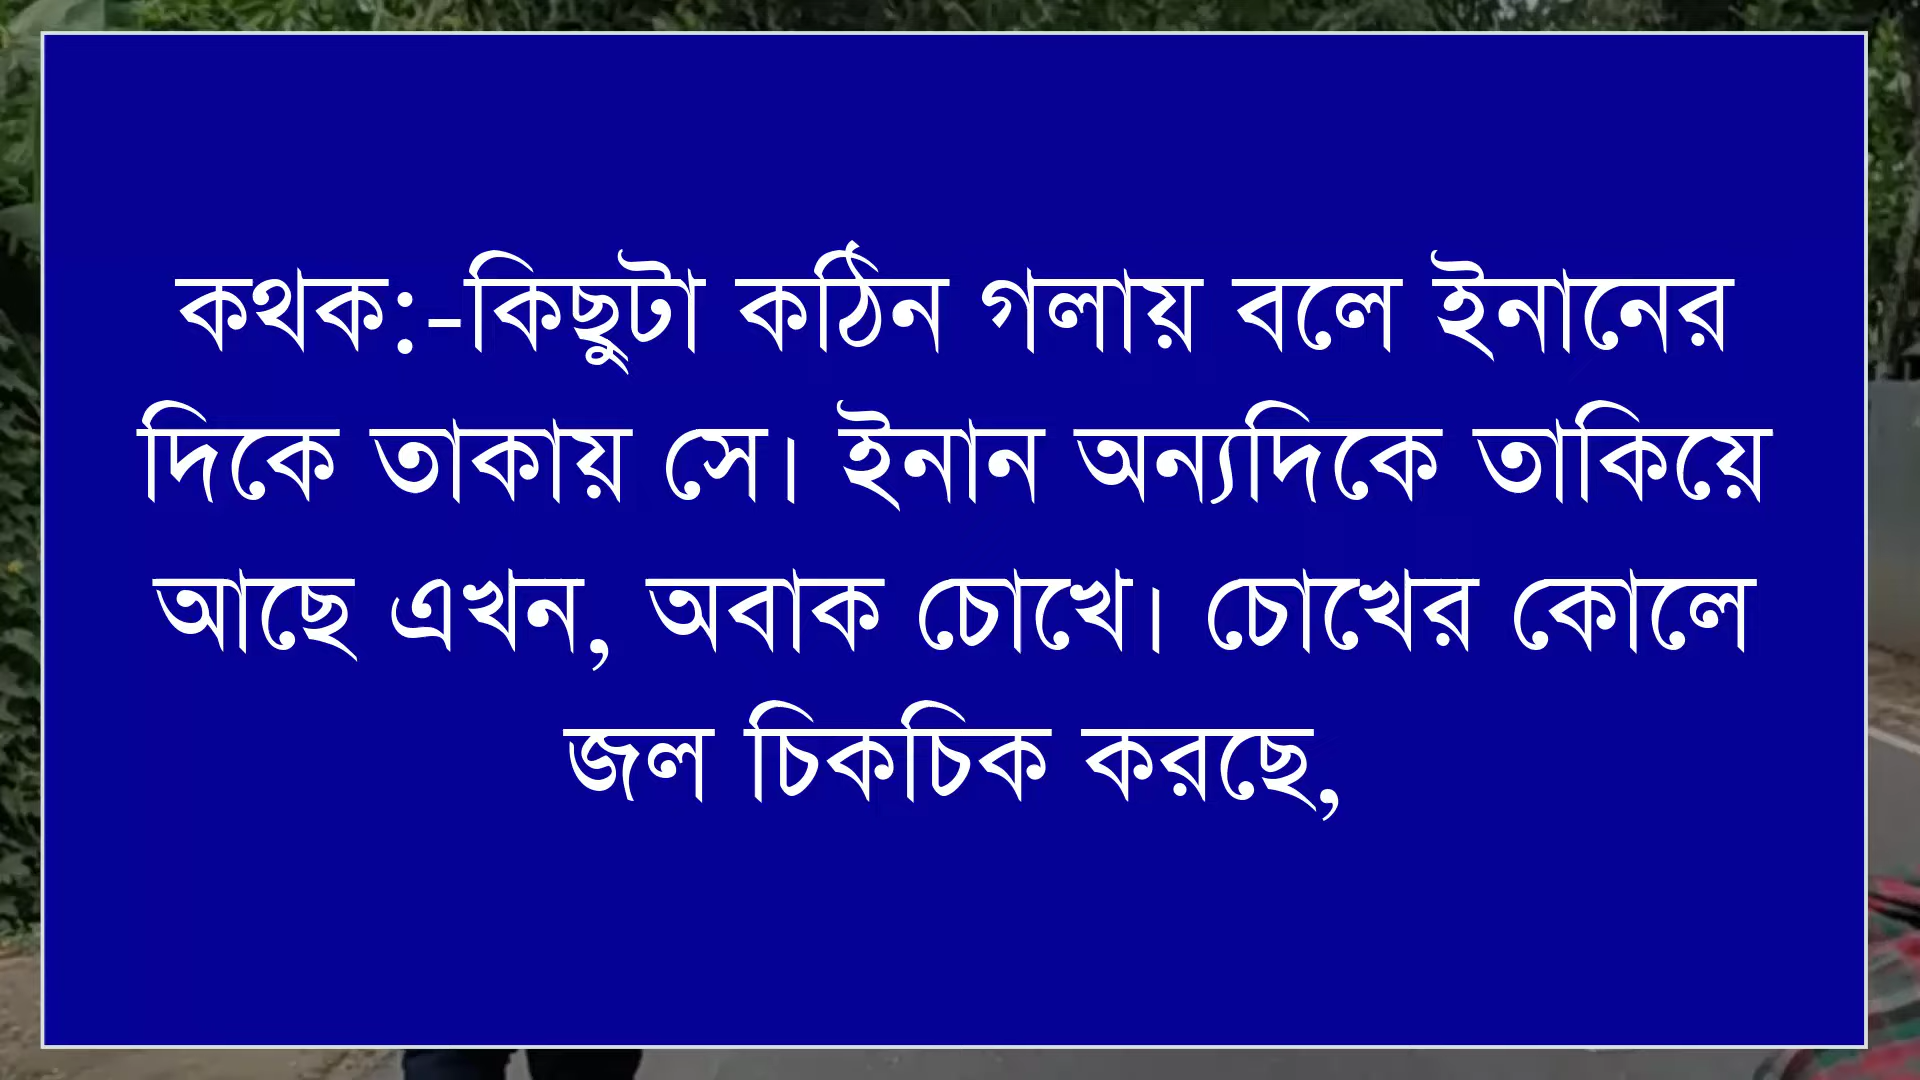 কথক:-কিছুটা কঠিন গলায় বলে ইনানের
দিকে তাকায় সে। ইনান অন্যদিকে তাকিয়ে
আছে এখন, অবাক চোখে। চোখের কোলে
জল চিকচিক করছে,